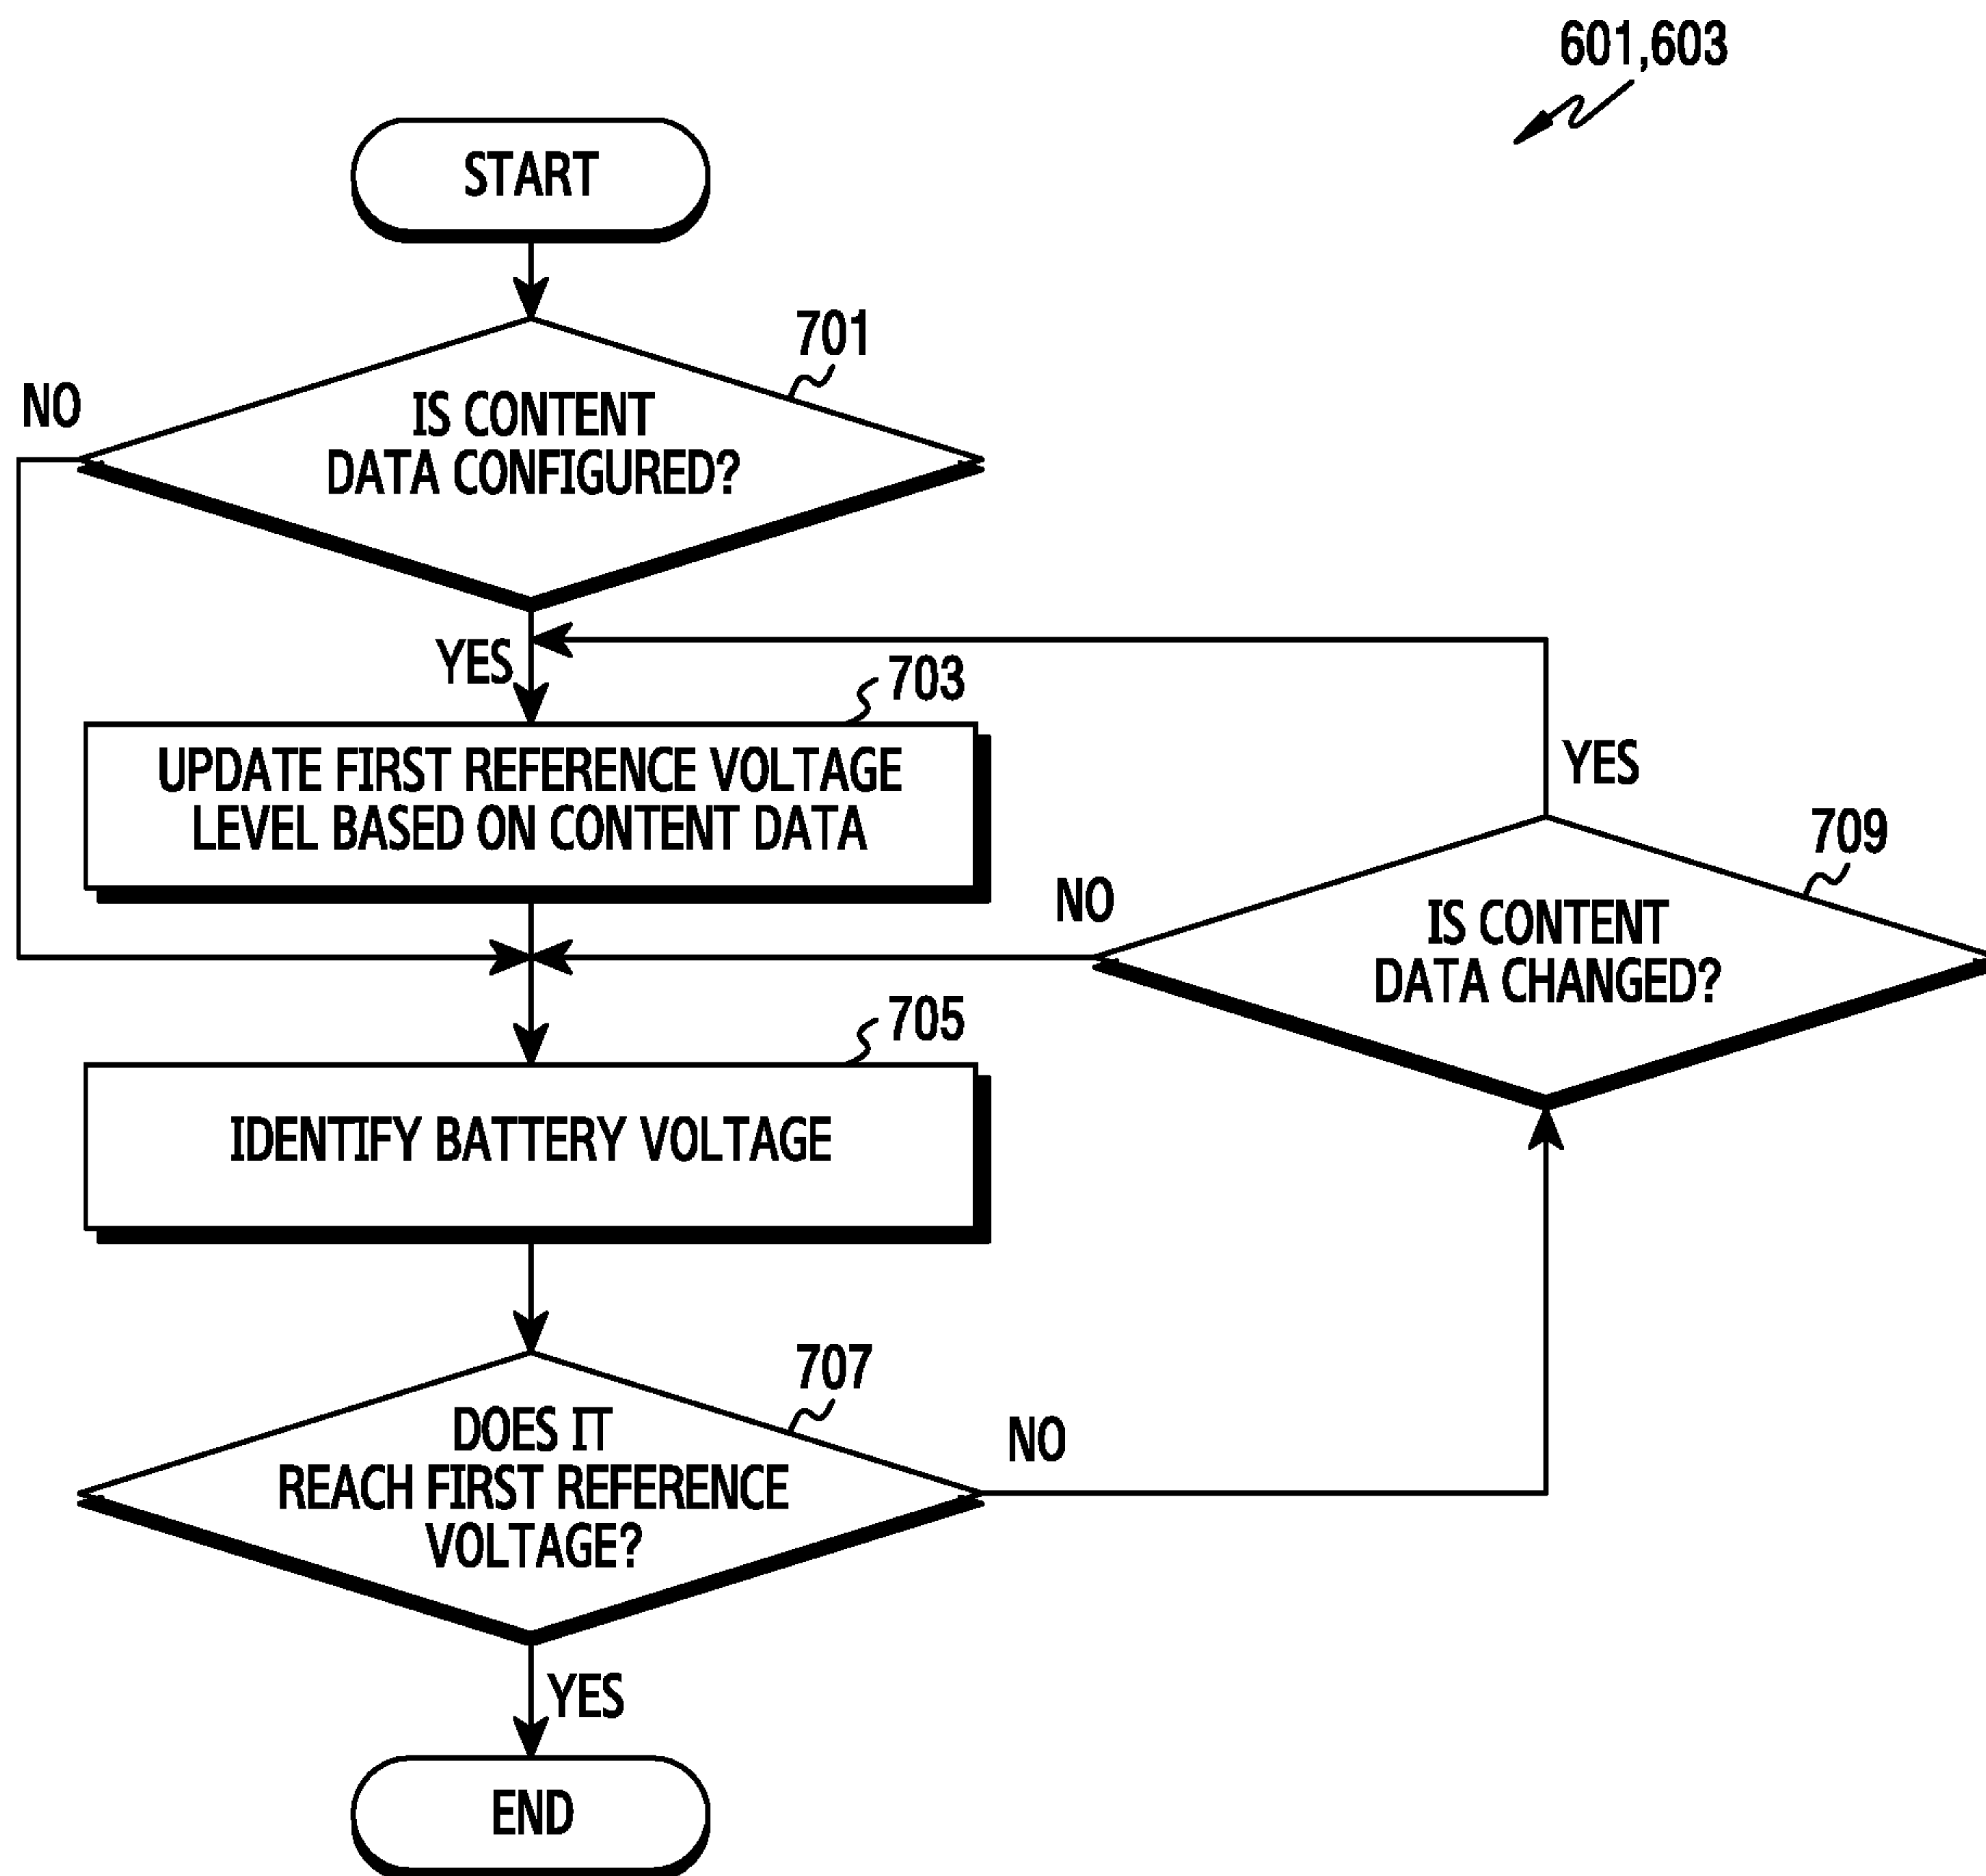 601,603
START
701
NO
IS CONTENT
DATA CONFIGURED?
YES
703
UPDATE FIRST REFERENCE VOLTAGE
LEVEL BASED ON CONTENT DATA
YES
709
NO
IS CONTENT
DATA CHANGED?
705
IDENTIFY BATTERY VOLTAGE
707
DOES IT
REACH FIRST REFERENCE
VOLTAGE?
NO
YES
END